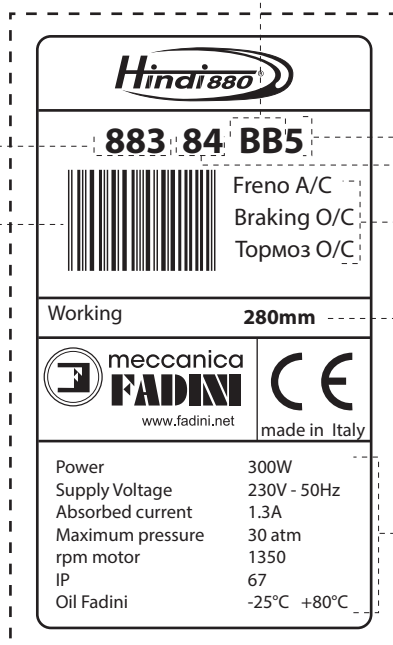 Hindi 880 ®
883 84 BB5
Freno A/C
Braking O/C
Тормоз O/C
Working 280mm
meccanica
FADINI
www.fadini.net
CE
made in Italy
Power 300W
Supply Voltage 230V - 50Hz
Absorbed current 1.3A
Maximum pressure 30 atm
rpm motor 1350
IP 67
Oil Fadini -25°C +80°C